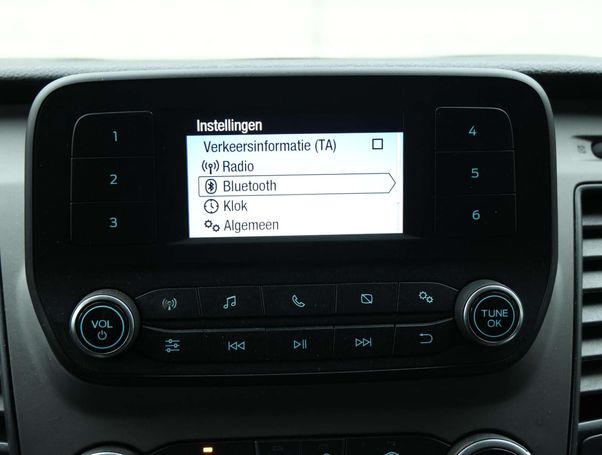 Instellingen
Verkeersinformatie (TA)
Radio
Bluetooth
Klok
Algemeen
1
2
3
4
5
6
VOL
TUNE
OK